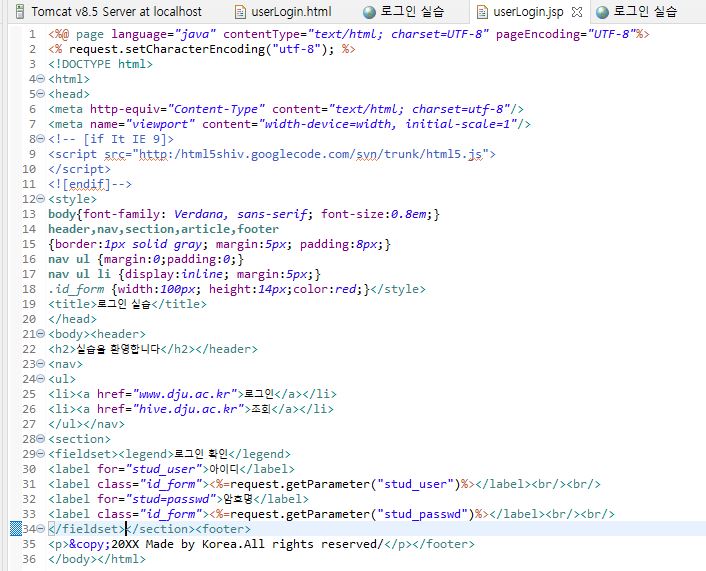 Tomcat v8.5 Server at localhost userLogin.html 로그인 실습 userLogin.jsp 로그인 실습
1 <%@ page language="java" contentType="text/html; charset=UTF-8" pageEncoding="UTF-8"%>
2 <% request.setCharacterEncoding("utf-8"); %>
3 <!DOCTYPE html>
4 <html>
5 <head>
6 <meta http-equiv="Content-Type" content="text/html; charset=utf-8"/>
7 <meta name="viewport" content="width-device=width, initial-scale=1"/>
8 <!-- [if It IE 9]>
9 <script src="http:/html5shiv.googlecode.com/svn/trunk/html5.js">
10 </script>
11 <![endif]-->
12 <style>
13 body{font-family: Verdana, sans-serif; font-size:0.8em;}
14 header,nav,section,article,footer
15 {border:1px solid gray; margin:5px; padding:8px;}
16 nav ul {margin:0;padding:0;}
17 nav ul li {display:inline; margin:5px;}
18 .id_form {width:100px; height:14px;color:red;}</style>
19 <title>로그인 실습</title>
20 </head>
21 <body><header>
22 <h2>실습을 환영합니다</h2></header>
23 <nav>
24 <ul>
25 <li><a href="www.dju.ac.kr">로그인</a></li>
26 <li><a href="hive.dju.ac.kr">조회</a></li>
27 </ul></nav>
28 <section>
29 <fieldset><legend>로그인 확인</legend>
30 <label for="stud_user">아이디</label>
31 <label class="id_form"><%=request.getParameter("stud_user")%></label><br/><br/>
32 <label for="stud=passwd">암호명</label>
33 <label class="id_form"><%=request.getParameter("stud_passwd")%></label><br/><br/>
34 </fieldset></section><footer>
35 <p>&copy;20XX Made by Korea.All rights reserved/</p></footer>
36 </body></html>